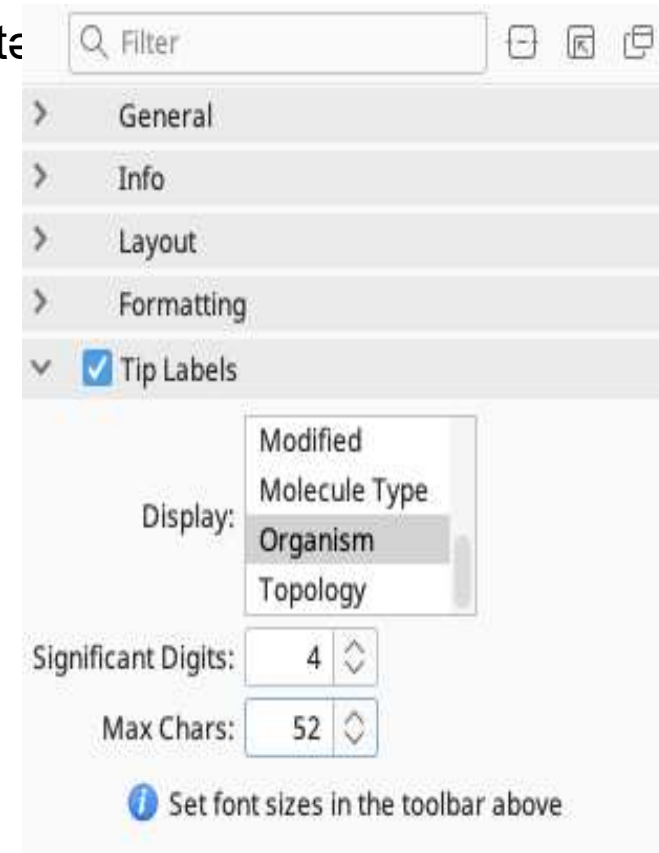 Filter
General
Info
Layout
Formatting
Tip Labels
Display:
Modified
Molecule Type
Organism
Topology
Significant Digits: 4
Max Chars: 52
Set font sizes in the toolbar above